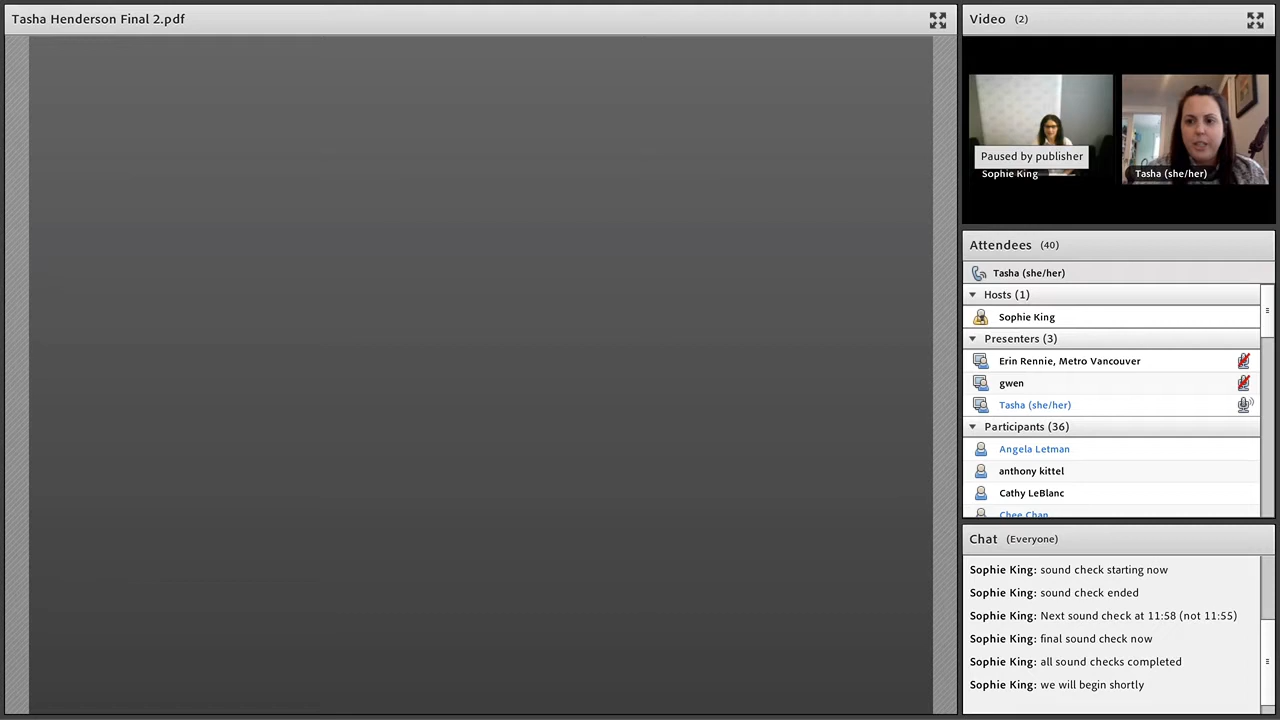 Tasha Henderson Final 2.pdf
Video (2)
Paused by publisher
Sophie King
Tasha (she/her)
Attendees (40)
Tasha (she/her)
Hosts (1)
Sophie King
Presenters (3)
Erin Rennie, Metro Vancouver
gwen
Tasha (she/her)
Participants (36)
Angela Letman
anthony kittel
Cathy LeBlanc
Chee Chan
Chat (Everyone)
Sophie King: sound check starting now
Sophie King: sound check ended
Sophie King: Next sound check at 11:58 (not 11:55)
Sophie King: final sound check now
Sophie King: all sound checks completed
Sophie King: we will begin shortly